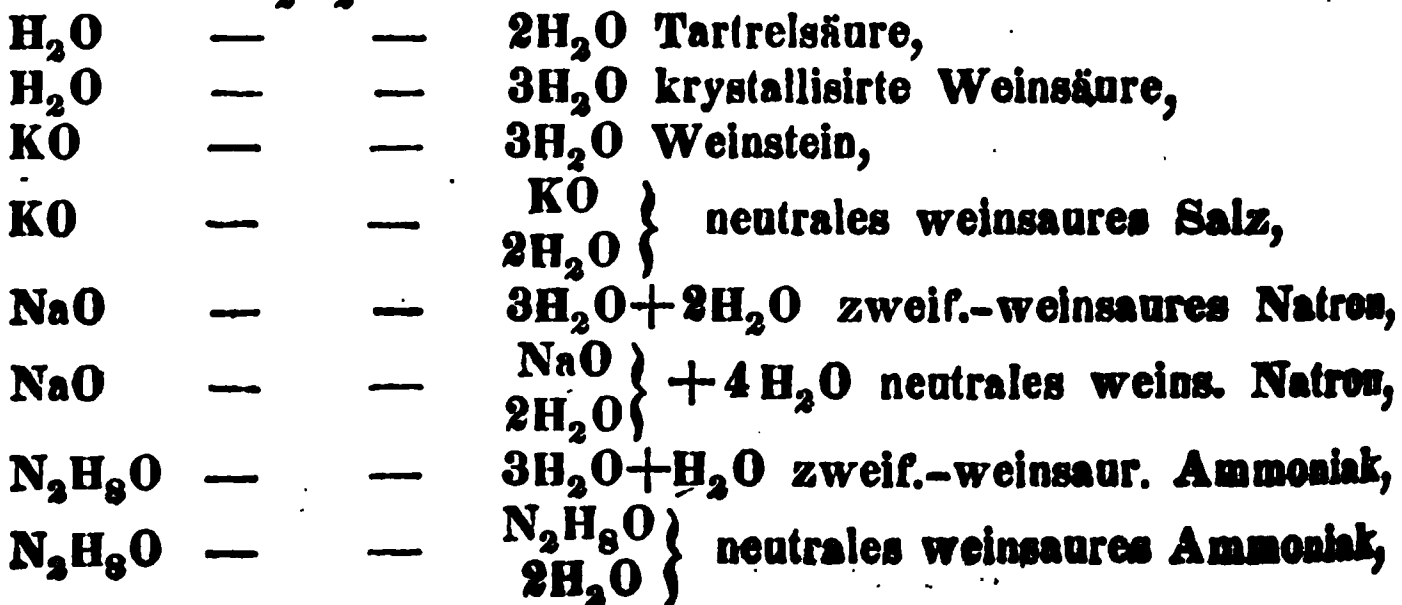 H₂O — — 2H₂O Tartrelsäure,
H₂O — — 3H₂O krystallisirte Weinsäure,
KO — — 3H₂O Weinstein,
KO — — KO 2H₂O } neutrales weinsaures Salz,
NaO — — 3H₂O+2H₂O zweif.-weinsaures Natron,
NaO — — NaO 2H₂O } +4H₂O neutrales weins. Natron,
N₂H₈O — — 3H₂O+H₂O zweif.-weinsaur. Ammoniak,
N₂H₈O — — N₂H₈O 2H₂O } neutrales weinsaures Ammoniak,